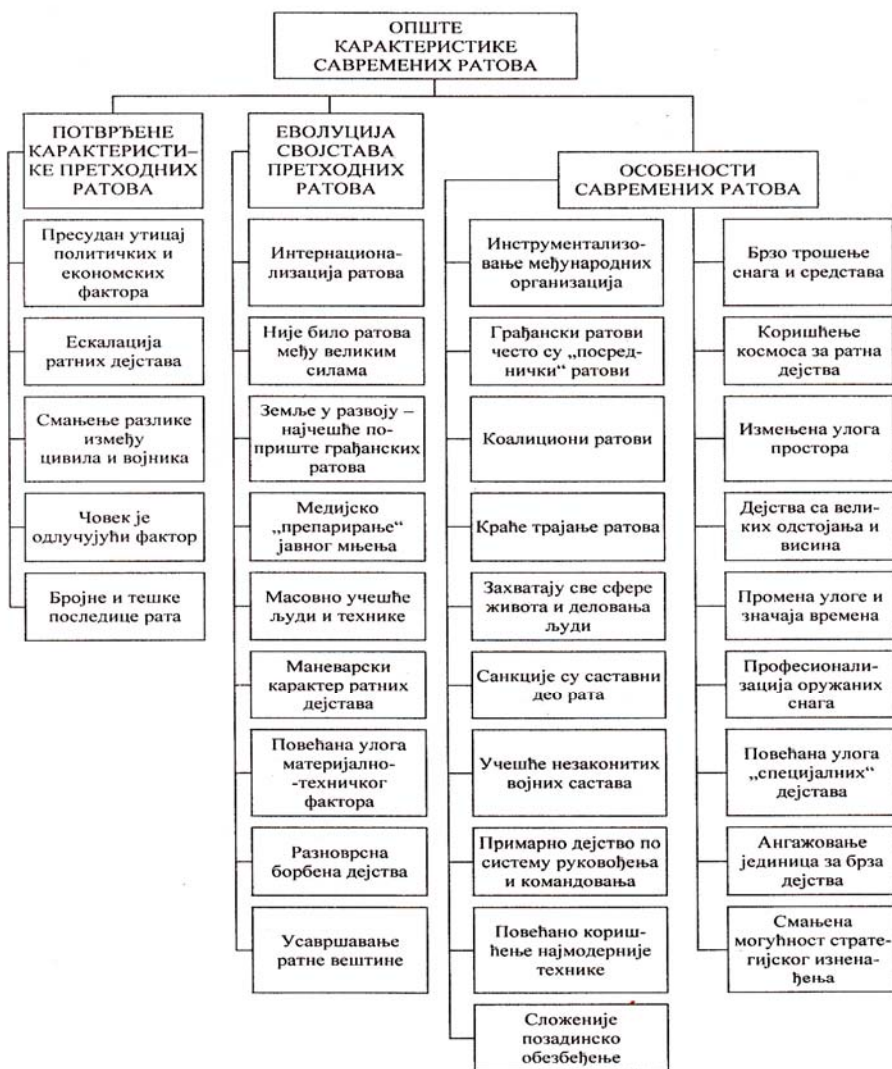 ОПШТЕ
КАРАКТЕРИСТИКЕ
САВРЕМЕНИХ РАТОВА
ПОТВРЂЕНЕ
КАРАКТЕРИСТИ–
КЕ ПРЕТХОДНИХ
РАТОВА
Пресудан утицај
политичких и
економских
фактора
Ескалација
ратних дејстава
Смањење разлике
између
цивила и војника
Човек је
одлучујући фактор
Бројне и тешке
последице рата
ЕВОЛУЦИЈА
СВОЈСТАВА
ПРЕТХОДНИХ
РАТОВА
Интернациона-
лизација ратова
Није било ратова
међу великим
силама
Земље у развоју –
најчешће по-
приште грађанских
ратова
Медијско
„препарирање“
јавног мњења
Масовно учешће
људи и технике
Маневарски
карактер ратних
дејстава
Повећана улога
материјално-
-техничког
фактора
Разноврсна
борбена дејства
Усавршавање
ратне вештине
ОСОБЕНОСТИ
САВРЕМЕНИХ РАТОВА
Инструментализо-
вање међународних
организација
Грађански ратови
често су „посред-
нички“ ратови
Коалициони ратови
Краће трајање ратова
Захватају све сфере
живота и деловања
људи
Санкције су саставни
део рата
Учешће незаконитих
војних састава
Примарно дејство по
систему руковођења
и командовања
Повећано кориш-
ћење најмодерније
технике
Сложеније
позадинско
обезбеђење
Брзо трошење
снага и средстава
Коришћење
космоса за ратна
дејства
Измењена улога
простора
Дејства са вели-
ких одстојања и
висина
Промена улоге и
значаја времена
Професионали-
зација оружаних
снага
Повећана улога
„специјалних“
дејстава
Ангажовање
јединица за брза
дејства
Смањена
могућност страте-
гијског изнена-
ђења